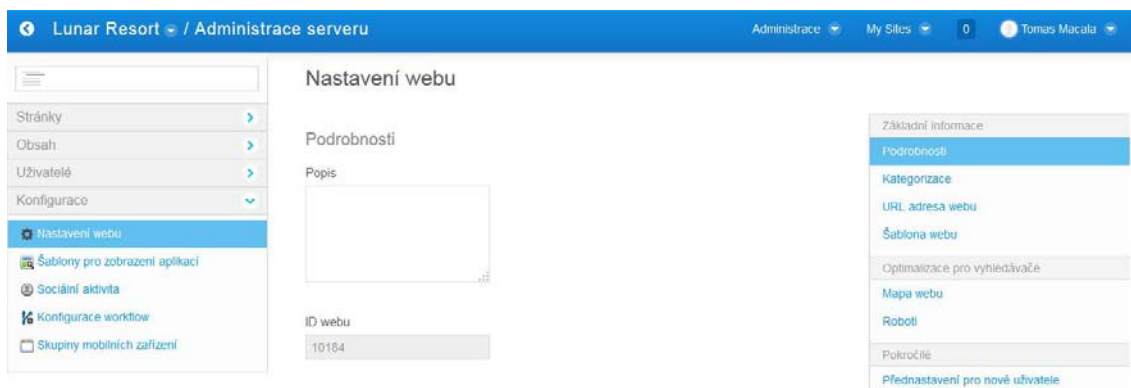 Lunar Resort / Administrace serveru
Administrace My Sites 0 Tomas Macala
Nastavení webu
Stránky
Obsah
Uživatelé
Konfigurace
Nastavení webu
Šablony pro zobrazení aplikací
Sociální aktivita
Konfigurace workflow
Skupiny mobilních zařízení
Podrobnosti
Popis
ID webu
10184
Základní informace
Podrobnosti
Kategorizace
URL adresa webu
Šablona webu
Optimalizace pro vyhledávače
Mapa webu
Roboti
Pokročilé
Přednastavení pro nové uživatele